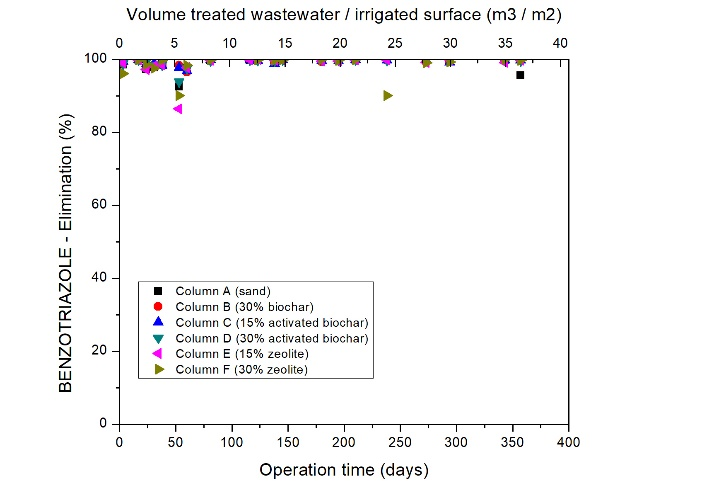 Volume treated wastewater / irrigated surface (m3 / m2)
0 5 10 15 20 25 30 35 40
BENZOTRIAZOLE - Elimination (%)
100
80
60
40
20
0
Column A (sand)
Column B (30% biochar)
Column C (15% activated biochar)
Column D (30% activated biochar)
Column E (15% zeolite)
Column F (30% zeolite)
0 50 100 150 200 250 300 350 400
Operation time (days)